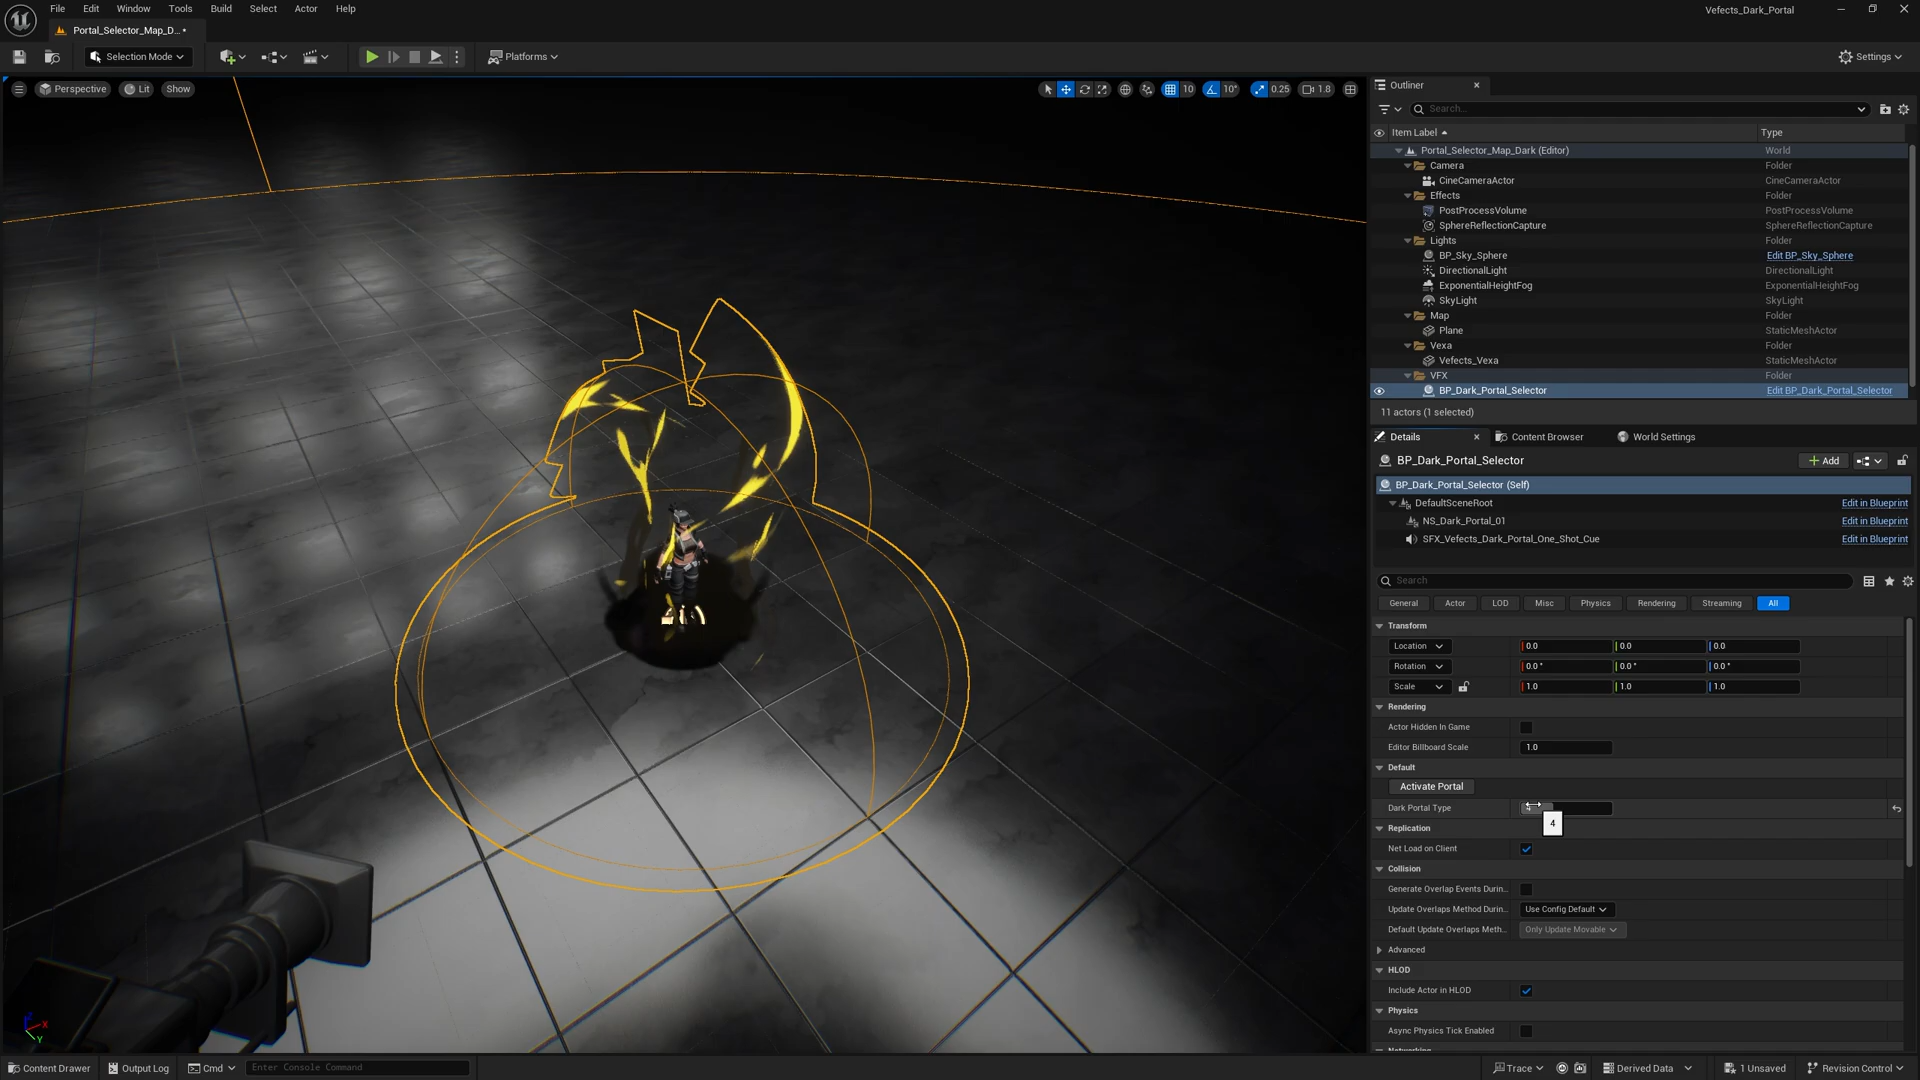 File Edit Window Tools Build Select Actor Help
Vefects_Dark_Portal
Portal_Selector_Map_D...•
Selection Mode
Platforms
Settings
Perspective Lit Show
10 10° 0.25 1.8
Outliner
Search...
Item Label Type
Portal_Selector_Map_Dark (Editor) World
Camera Folder
CineCameraActor CineCameraActor
Effects Folder
PostProcessVolume PostProcessVolume
SphereReflectionCapture SphereReflectionCapture
Lights Folder
BP_Sky_Sphere Edit BP_Sky_Sphere
DirectionalLight DirectionalLight
ExponentialHeightFog ExponentialHeightFog
SkyLight SkyLight
Map Folder
Plane StaticMeshActor
Vexa Folder
Vefects_Vexa StaticMeshActor
VFX Folder
BP_Dark_Portal_Selector Edit BP_Dark_Portal_Selector
11 actors (1 selected)
Details Content Browser World Settings
BP_Dark_Portal_Selector
+ Add
BP_Dark_Portal_Selector (Self)
DefaultSceneRoot Edit in Blueprint
NS_Dark_Portal_01 Edit in Blueprint
SFX_Vefects_Dark_Portal_One_Shot_Cue Edit in Blueprint
Search
General Actor LOD Misc Physics Rendering Streaming All
Transform
Location 0.0 0.0 0.0
Rotation 0.0° 0.0° 0.0°
Scale 1.0 1.0 1.0
Rendering
Actor Hidden In Game
Editor Billboard Scale 1.0
Default
Activate Portal
Dark Portal Type
4
Replication
Net Load on Client
Collision
Generate Overlap Events Durin...
Update Overlaps Method Durin... Use Config Default
Default Update Overlaps Meth... Only Update Movable
Advanced
HLOD
Include Actor in HLOD
Physics
Async Physics Tick Enabled
Z X Y
Content Drawer Output Log Cmd Enter Console Command
Trace Derived Data 1 Unsaved Revision Control